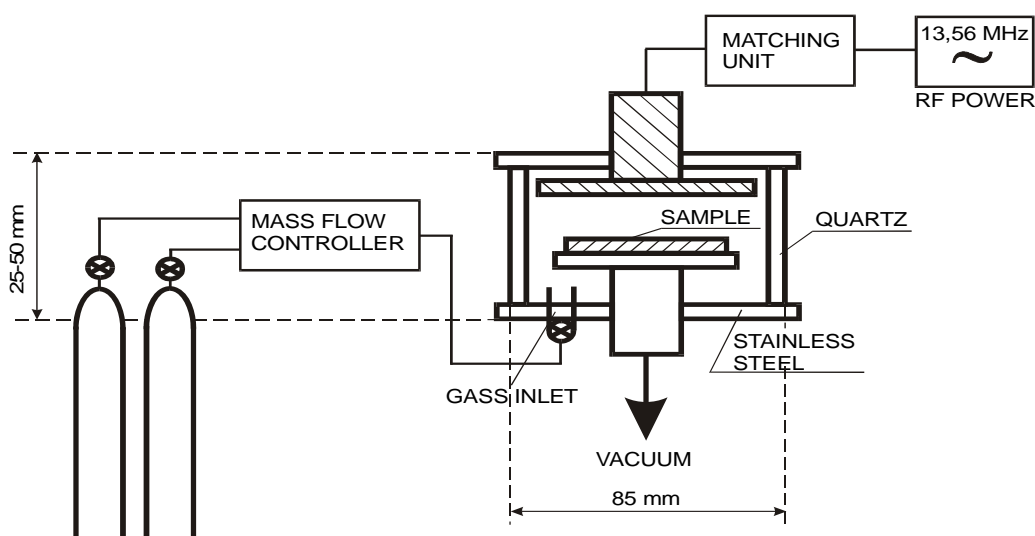 MATCHING
UNIT
13,56 MHz
~
RF POWER
25-50 mm
MASS FLOW
CONTROLLER
SAMPLE
QUARTZ
STAINLESS
STEEL
GASS INLET
VACUUM
85 mm